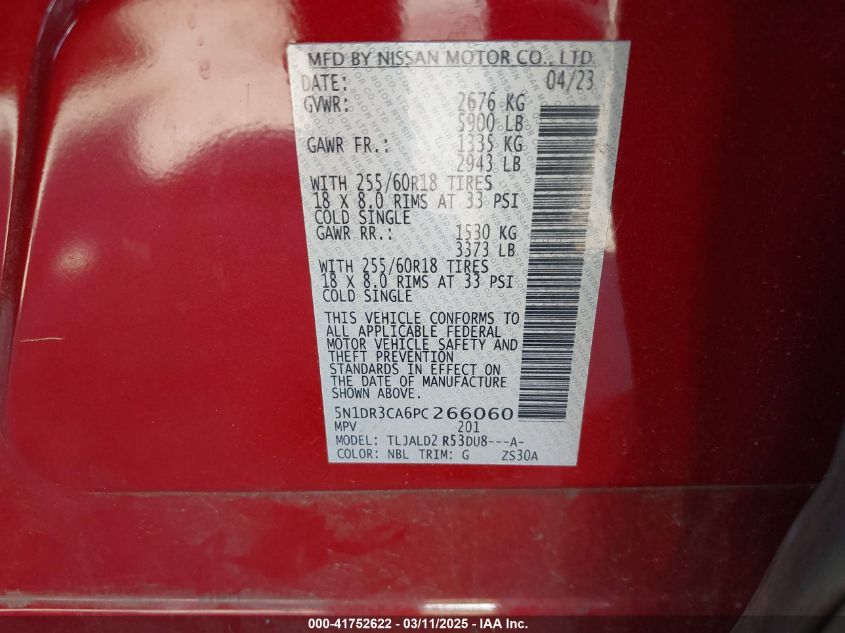 MFD BY NISSAN MOTOR CO., LTD.
DATE: 04/23
GVWR: 2676 KG
5900 LB
GAWR FR.: 1335 KG
2943 LB
WITH 255/60R18 TIRES
18 X 8.0 RIMS AT 33 PSI
COLD SINGLE
GAWR RR.: 1530 KG
3373 LB
WITH 255/60R18 TIRES
18 X 8.0 RIMS AT 33 PSI
COLD SINGLE
THIS VEHICLE CONFORMS TO
ALL APPLICABLE FEDERAL
MOTOR VEHICLE SAFETY AND
THEFT PREVENTION
STANDARDS IN EFFECT ON
THE DATE OF MANUFACTURE
SHOWN ABOVE.
5N1DR3CA6PC266060
MPV 201
MODEL: TLJALD2 R53DU8---A-
COLOR: NBL TRIM: G ZS30A
000-41752622 - 03/11/2025 - IAA Inc.